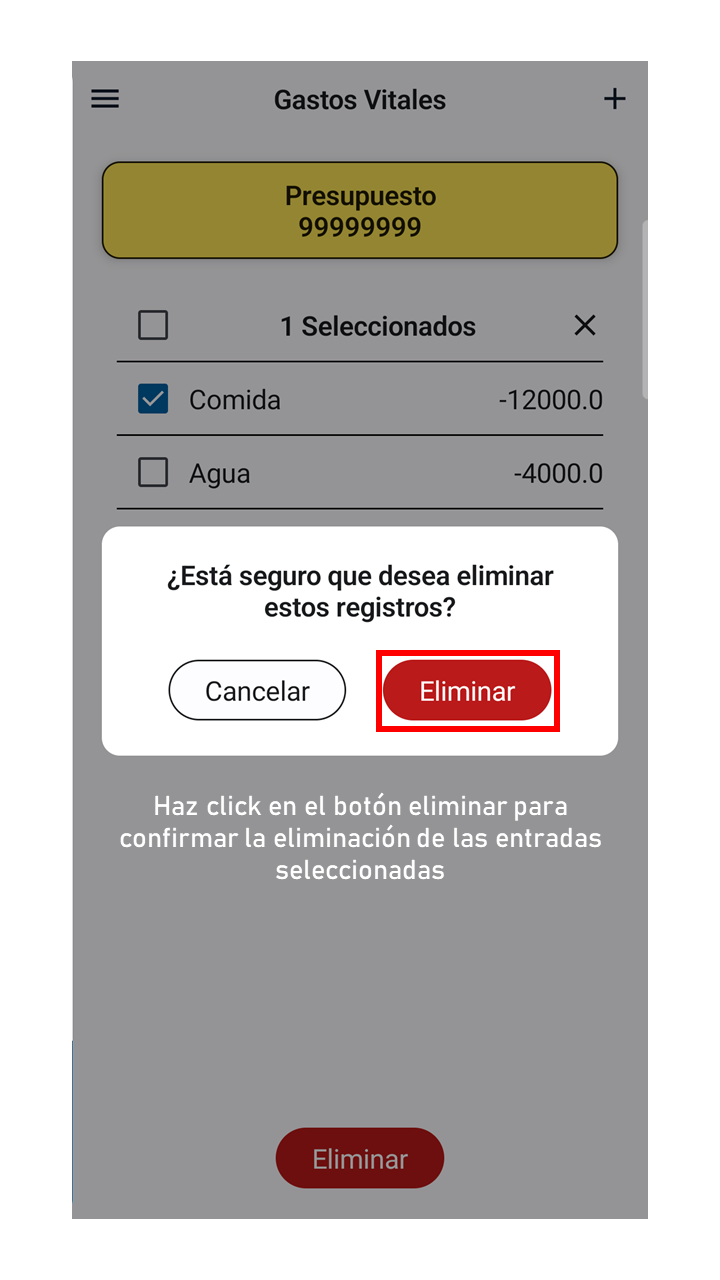 Gastos Vitales
Presupuesto
99999999
1 Seleccionados
Comida -12000.0
Agua -4000.0
¿Está seguro que desea eliminar
estos registros?
Cancelar Eliminar
Haz click en el botón eliminar para
confirmar la eliminación de las entradas
seleccionadas
Eliminar